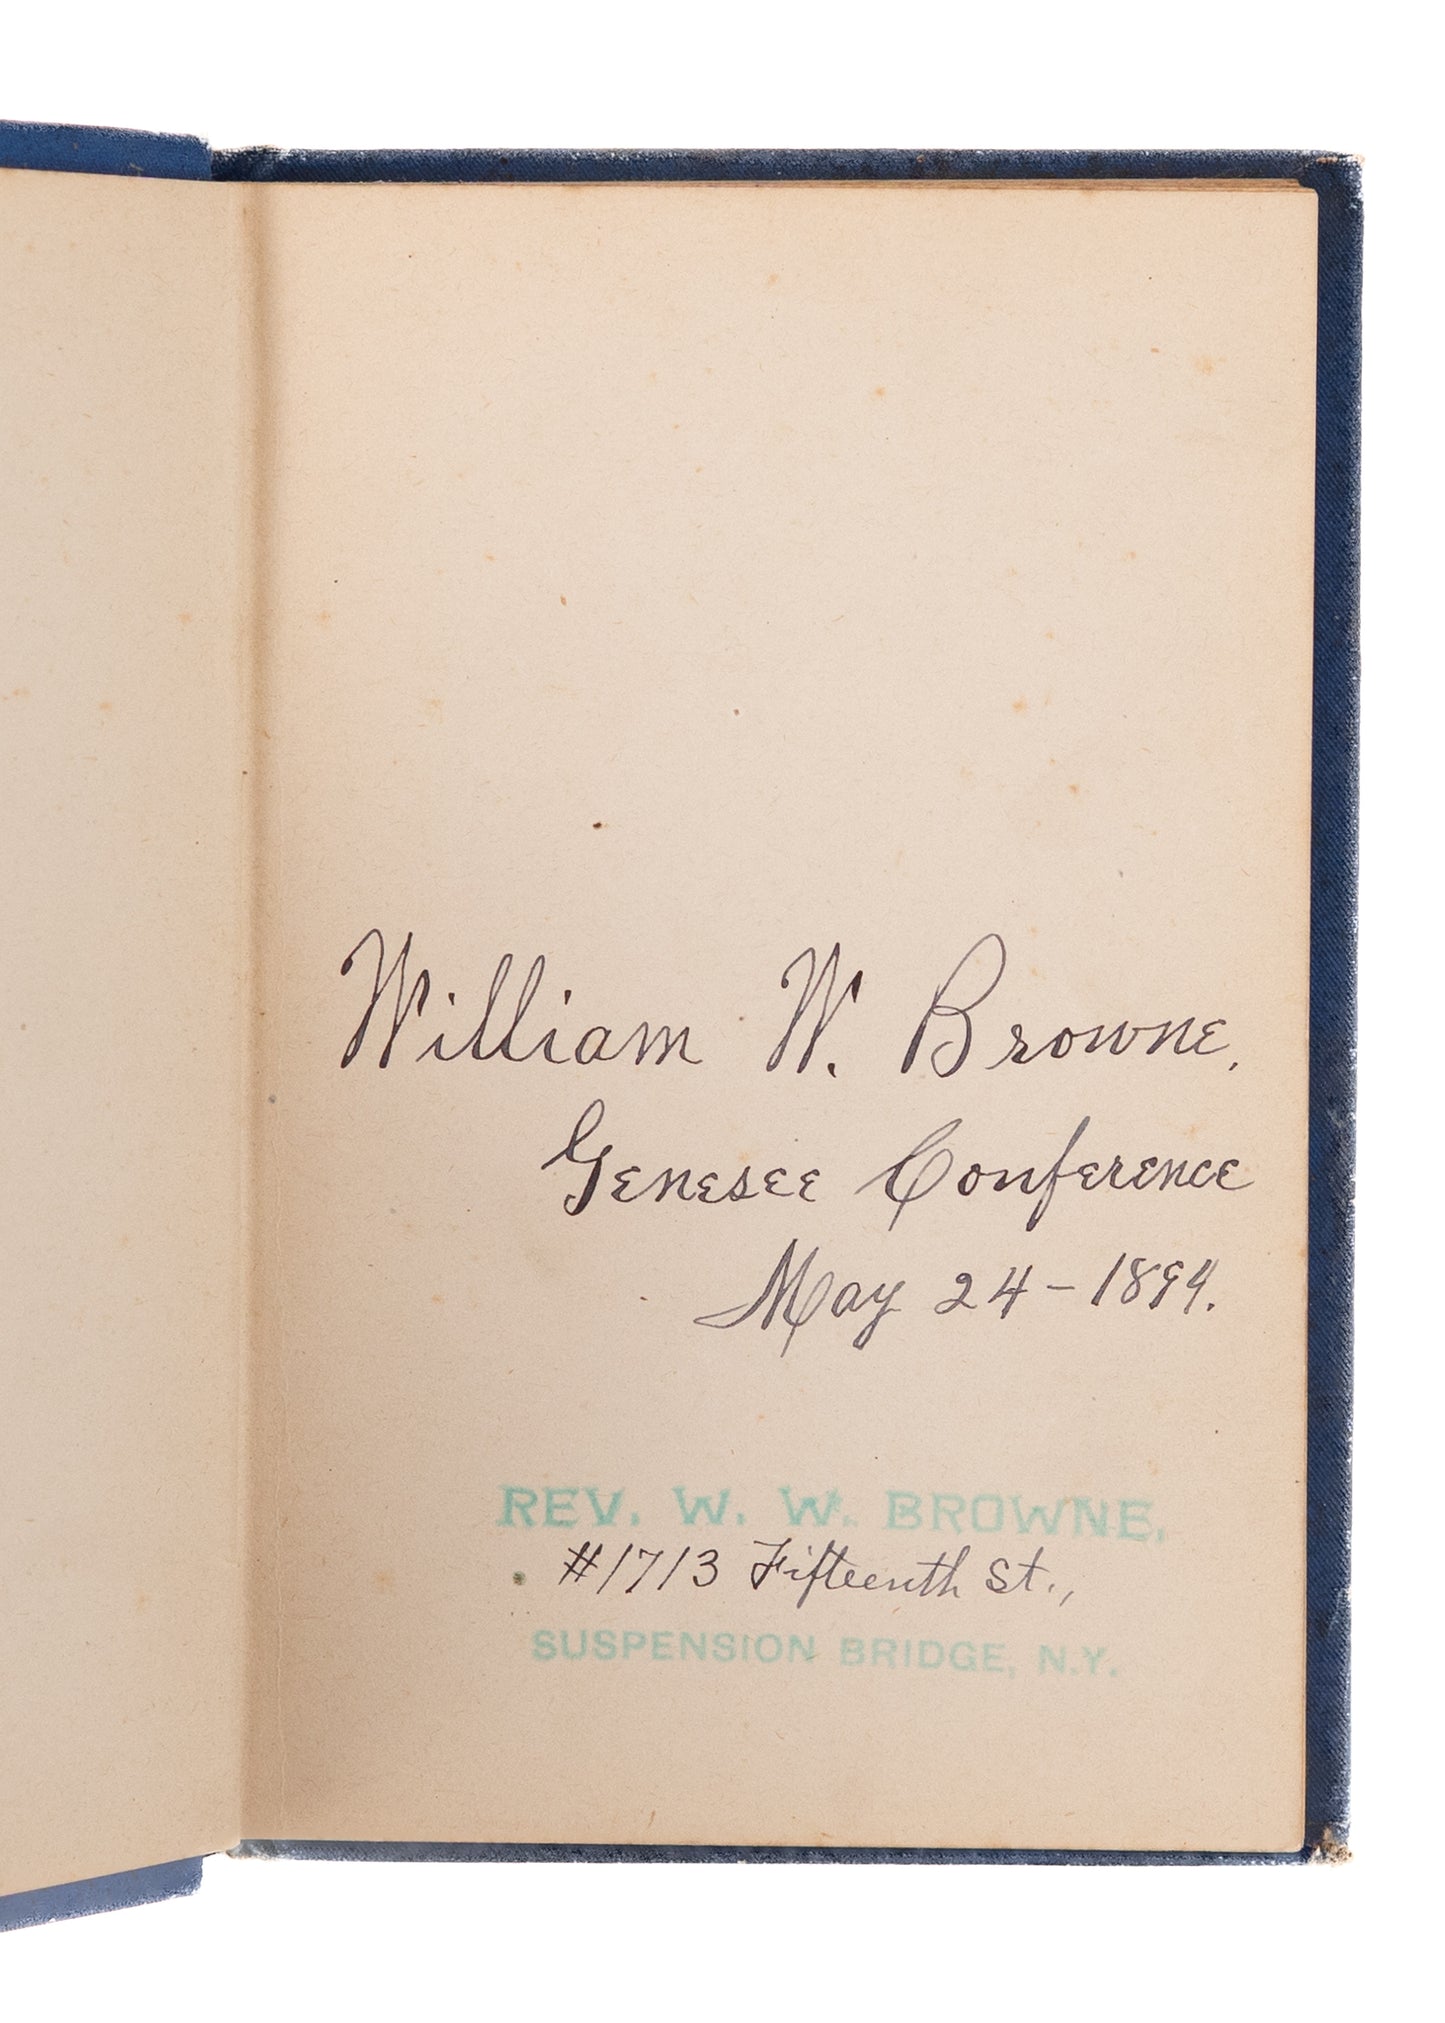 William W. Browne.
Genesee Conference
May 24 - 1894.
REV. W. W. BROWNE,
#1713 Fifteenth St.,
SUSPENSION BRIDGE, N.Y.